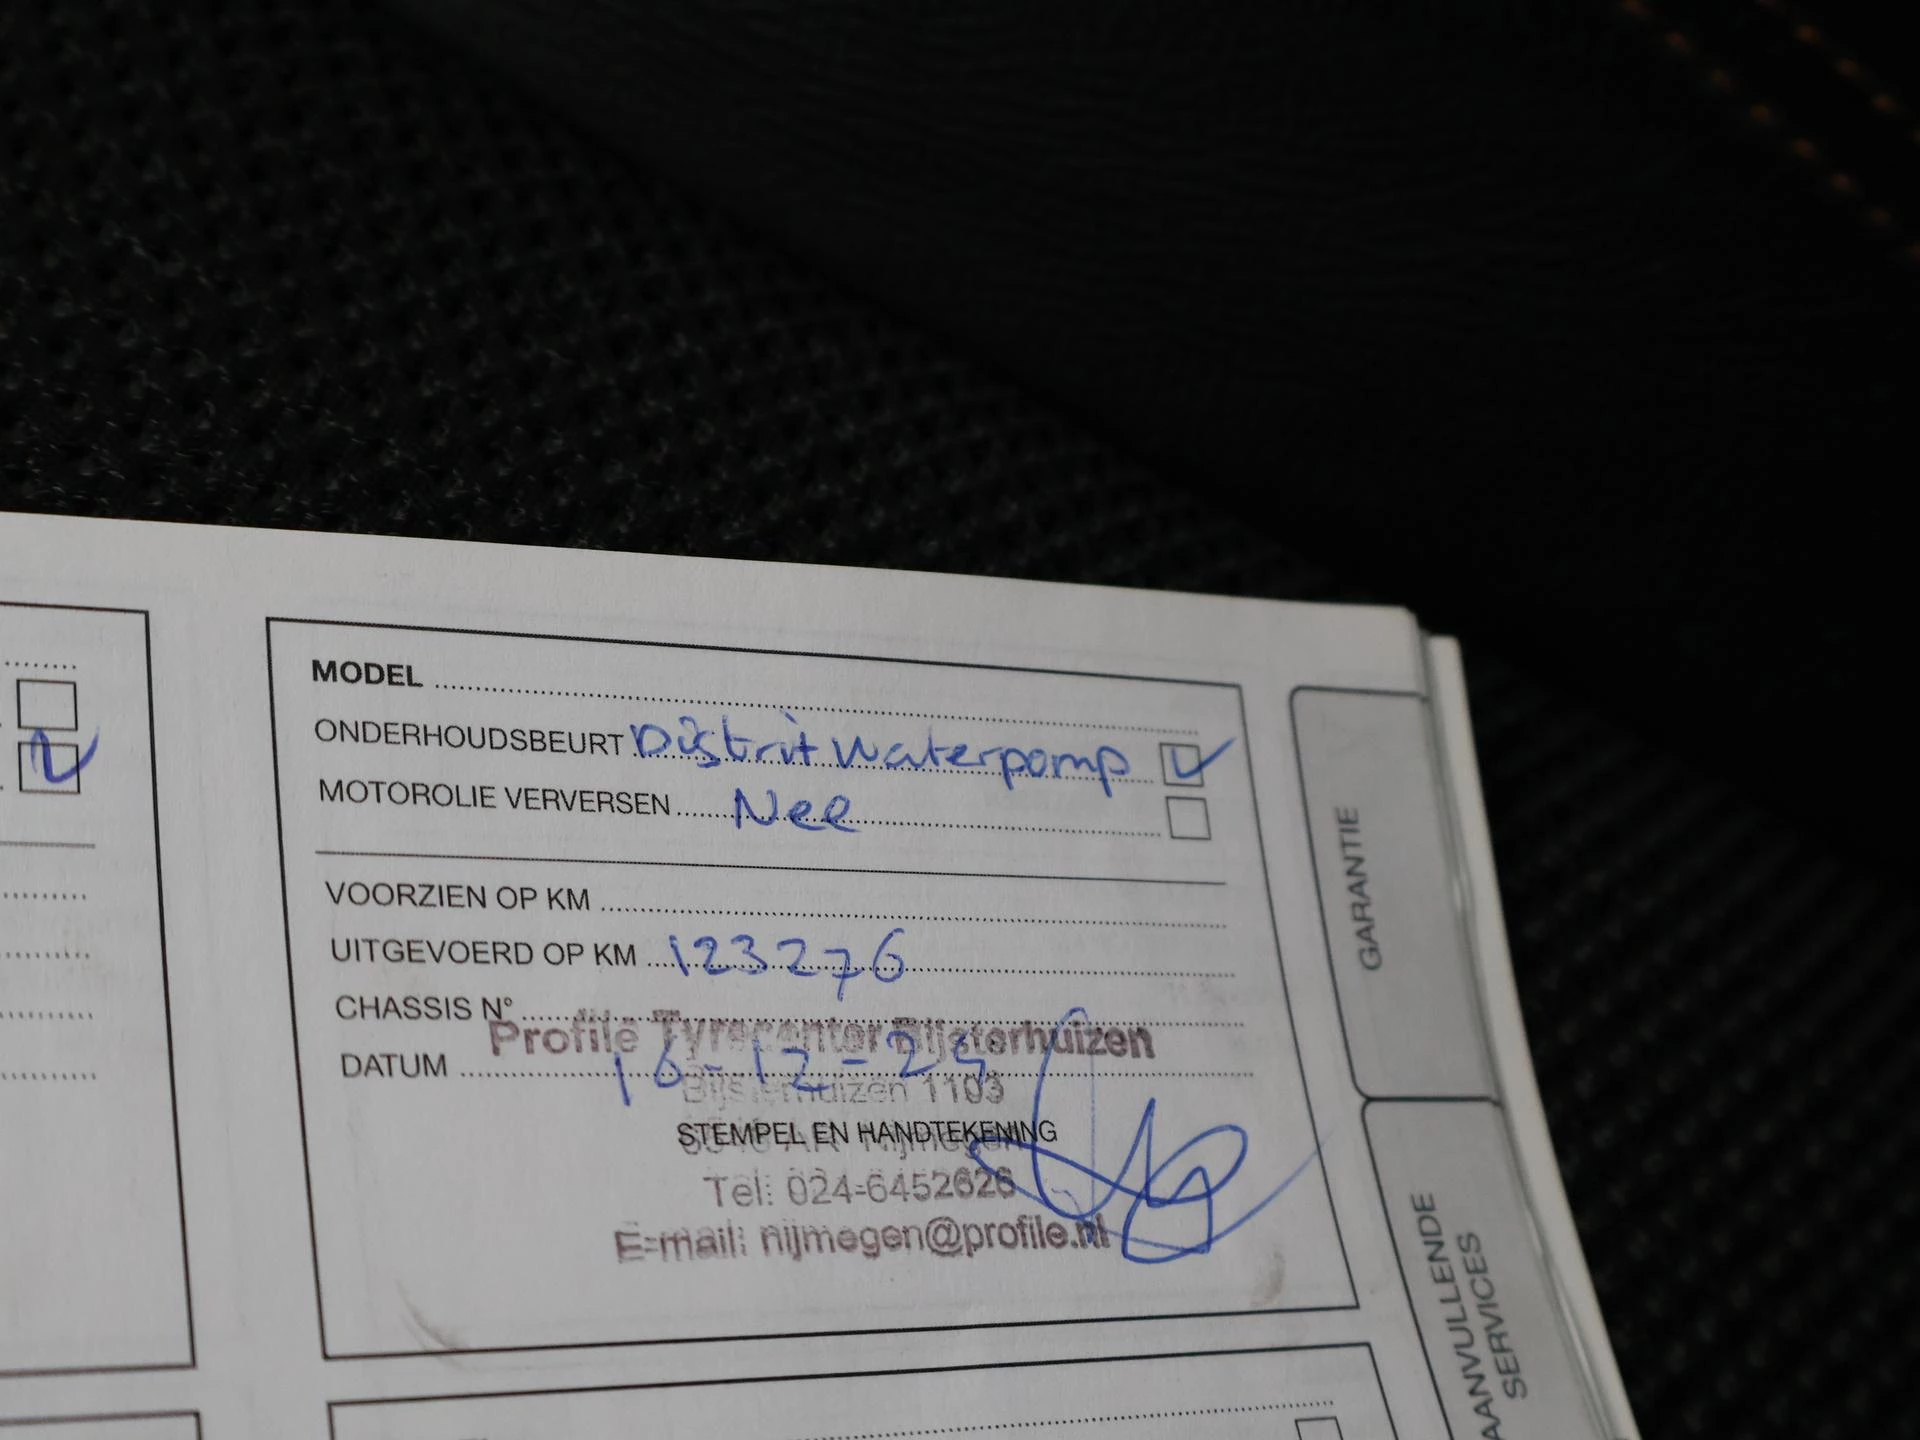 MODEL
ONDERHOUDSBEURT Distrit waterpomp
MOTOROLIE VERVERSEN Nee
VOORZIEN OP KM
UITGEVOERD OP KM 123276
CHASSIS N°
Profile Tyrecenter Bijsterhuizen
DATUM 16-12-24
Bijsterhuizen 1103
STEMPEL EN HANDTEKENING
Nijmegen
Tel: 024-6452626
E-mail: nijmegen@profile.nl
GARANTIE
AANVULLENDE
SERVICES